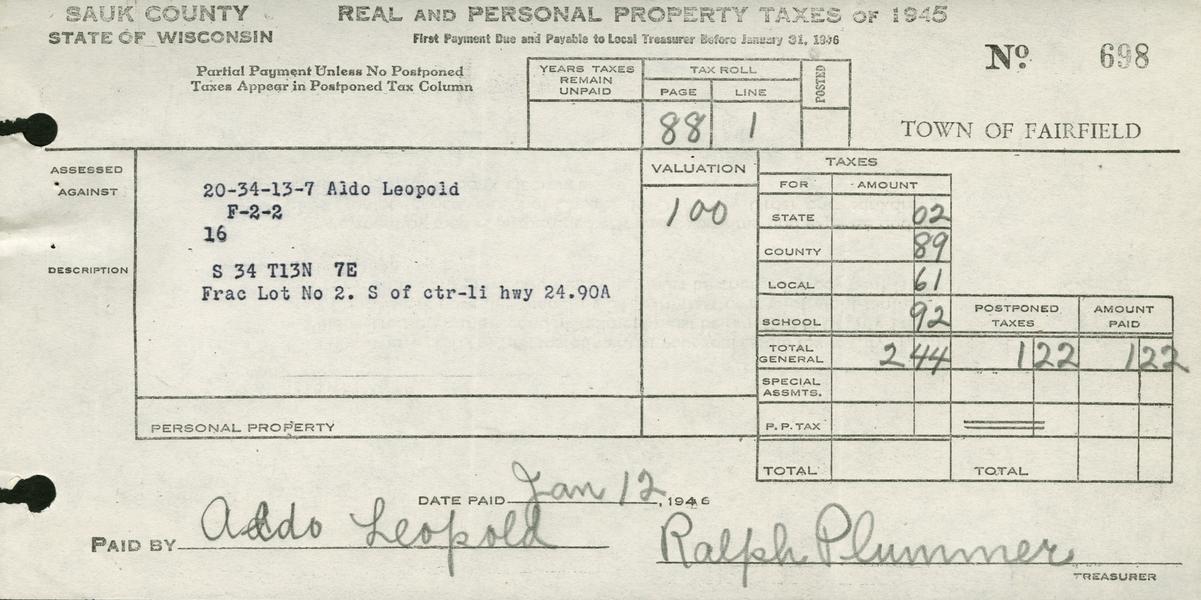 SAUK COUNTY REAL AND PERSONAL PROPERTY TAXES OF 1945
STATE OF WISCONSIN First Payment Due and Payable to Local Treasurer Before January 31, 1946
No. 698
Partial Payment Unless No Postponed
Taxes Appear in Postponed Tax Column
YEARS TAXES
REMAIN
UNPAID
TAX ROLL
PAGE LINE
POSTED
88 1
TOWN OF FAIRFIELD
ASSESSED
AGAINST
20-34-13-7 Aldo Leopold
F-2-2
16
DESCRIPTION
S 34 T13N 7E
Frac Lot No 2. S of ctr-li hwy 24.90A
PERSONAL PROPERTY
VALUATION
100
TAXES
FOR AMOUNT
STATE 02
COUNTY 89
LOCAL 61
SCHOOL 92
POSTPONED
TAXES
AMOUNT
PAID
TOTAL
GENERAL 2 44 1 22 1 22
SPECIAL
ASSMTS.
P. P. TAX
TOTAL TOTAL
DATE PAID Jan 12, 1946
PAID BY Aldo Leopold
Ralph Plummer
TREASURER